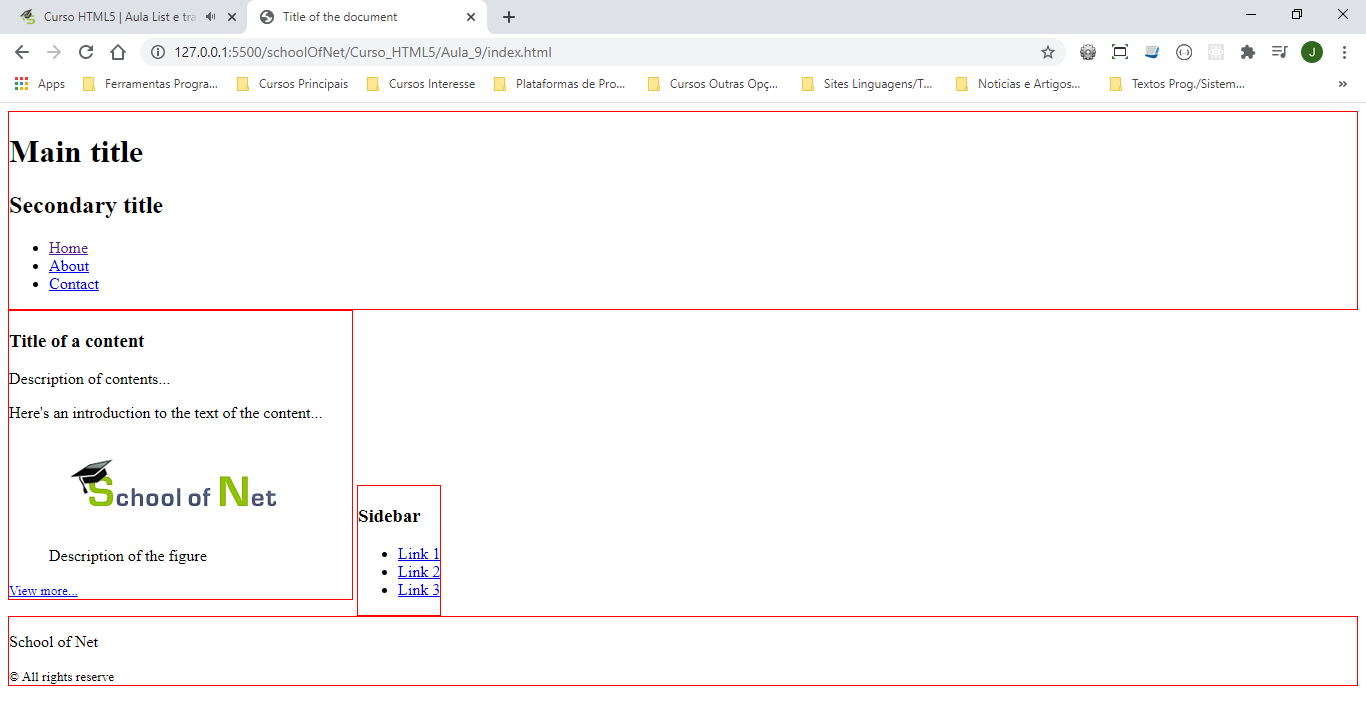 Curso HTML5 | Aula List e tra
Title of the document
127.0.0.1:5500/schoolOfNet/Curso_HTML5/Aula_9/index.html
J
Apps
Ferramentas Progra...
Cursos Principais
Cursos Interesse
Plataformas de Pro...
Cursos Outras Opç...
Sites Linguagens/T...
Noticias e Artigos...
Textos Prog./Sistem...
»
Main title
Secondary title
Home
About
Contact
Title of a content
Description of contents...
Here's an introduction to the text of the content...
School of Net
Description of the figure
View more...
Sidebar
Link 1
Link 2
Link 3
School of Net
© All rights reserve